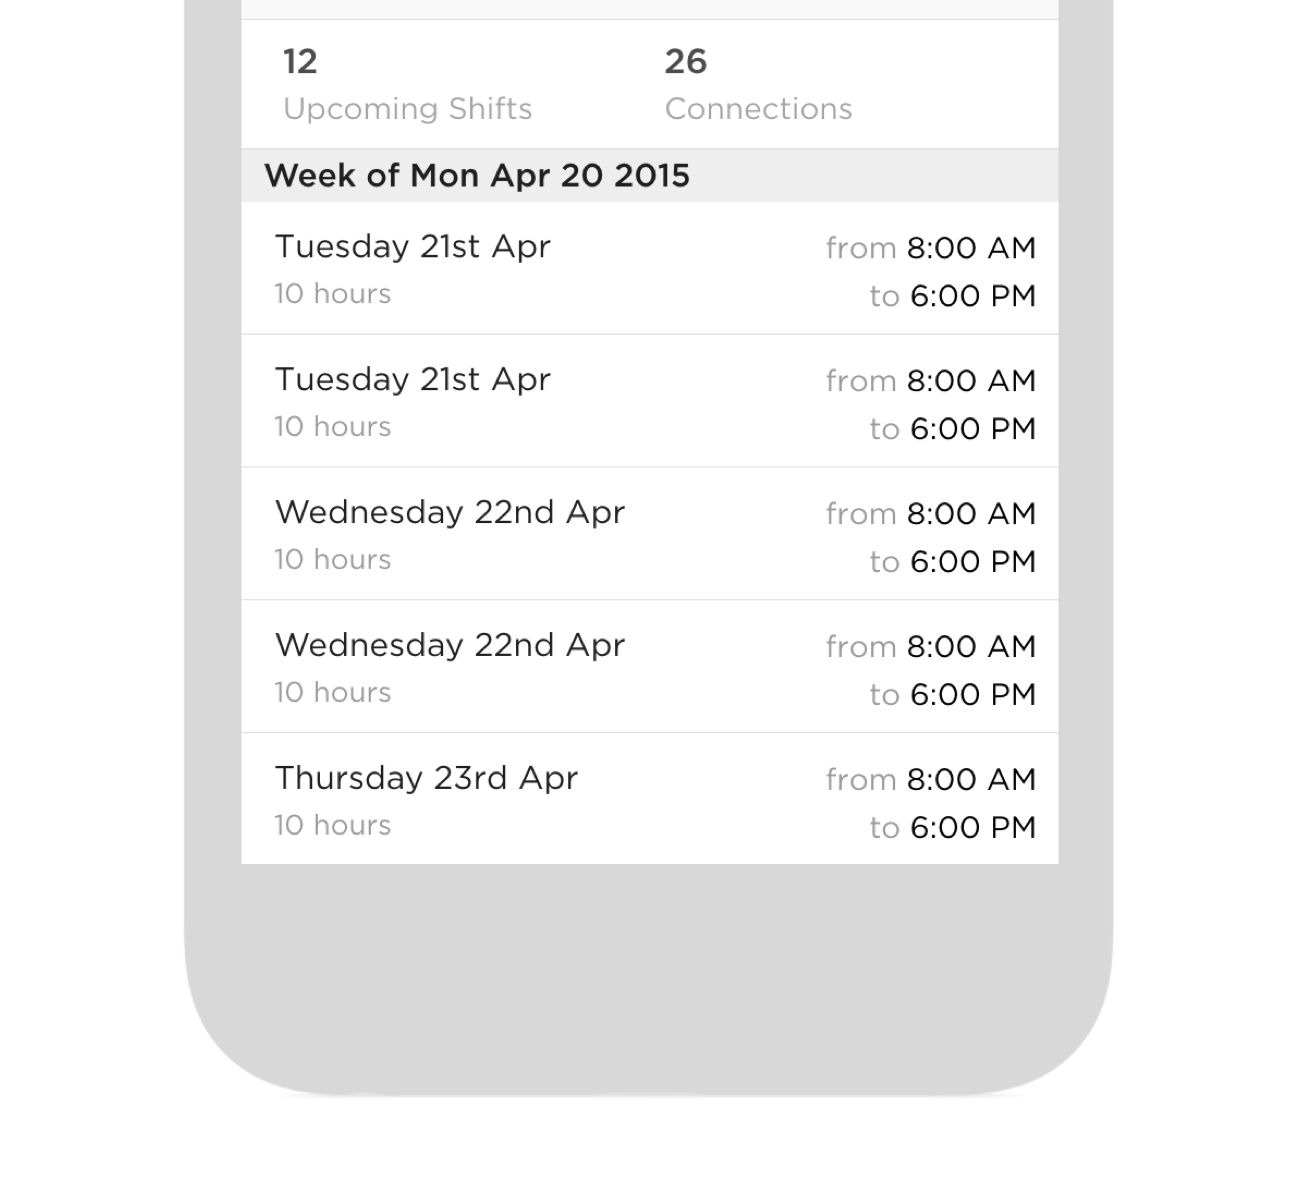 12
26
Upcoming Shifts
Connections
Week of Mon Apr 20 2015
Tuesday 21st Apr
from 8:00 AM
10 hours
to 6:00 PM
Tuesday 21st Apr
from 8:00 AM
10 hours
to 6:00 PM
Wednesday 22nd Apr
from 8:00 AM
10 hours
to 6:00 PM
Wednesday 22nd Apr
from 8:00 AM
10 hours
to 6:00 PM
Thursday 23rd Apr
from 8:00 AM
10 hours
to 6:00 PM